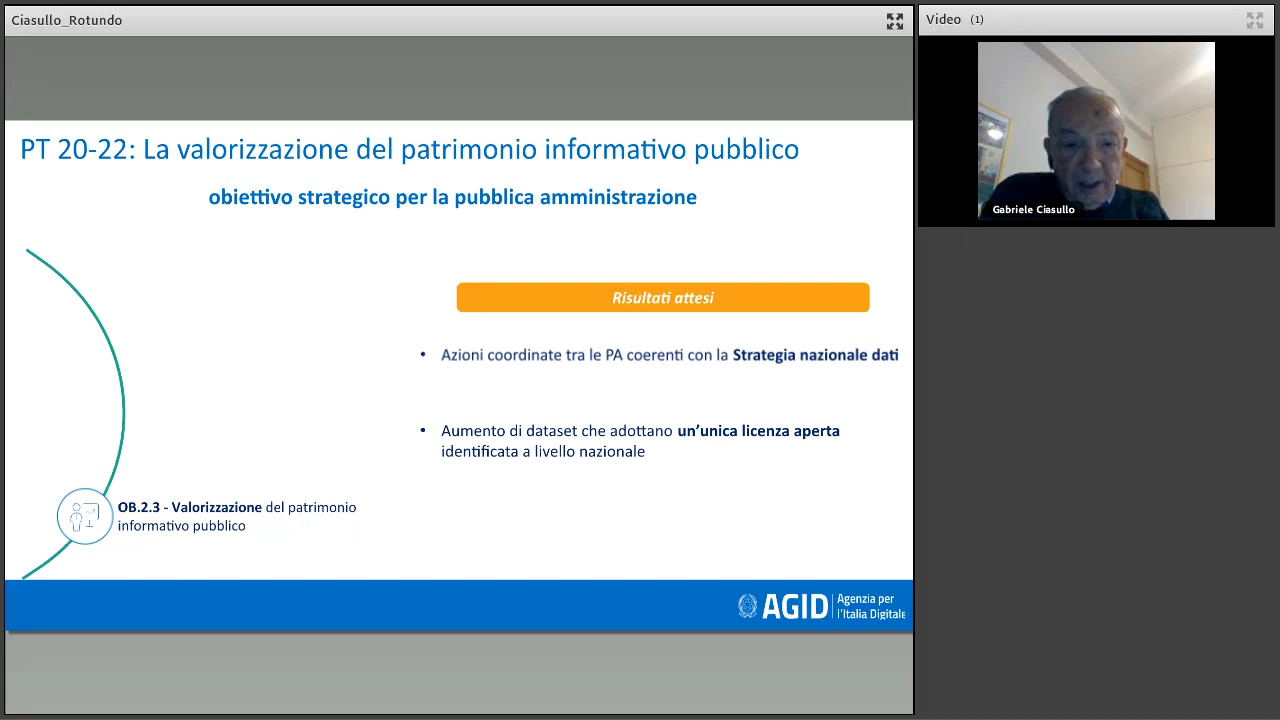 Ciasullo_Rotundo
Video (1)
Gabriele Ciasullo
PT 20-22: La valorizzazione del patrimonio informativo pubblico
obiettivo strategico per la pubblica amministrazione
Risultati attesi
• Azioni coordinate tra le PA coerenti con la Strategia nazionale dati
• Aumento di dataset che adottano un'unica licenza aperta
identificata a livello nazionale
OB.2.3 - Valorizzazione del patrimonio
informativo pubblico
AGID Agenzia per
l'Italia Digitale